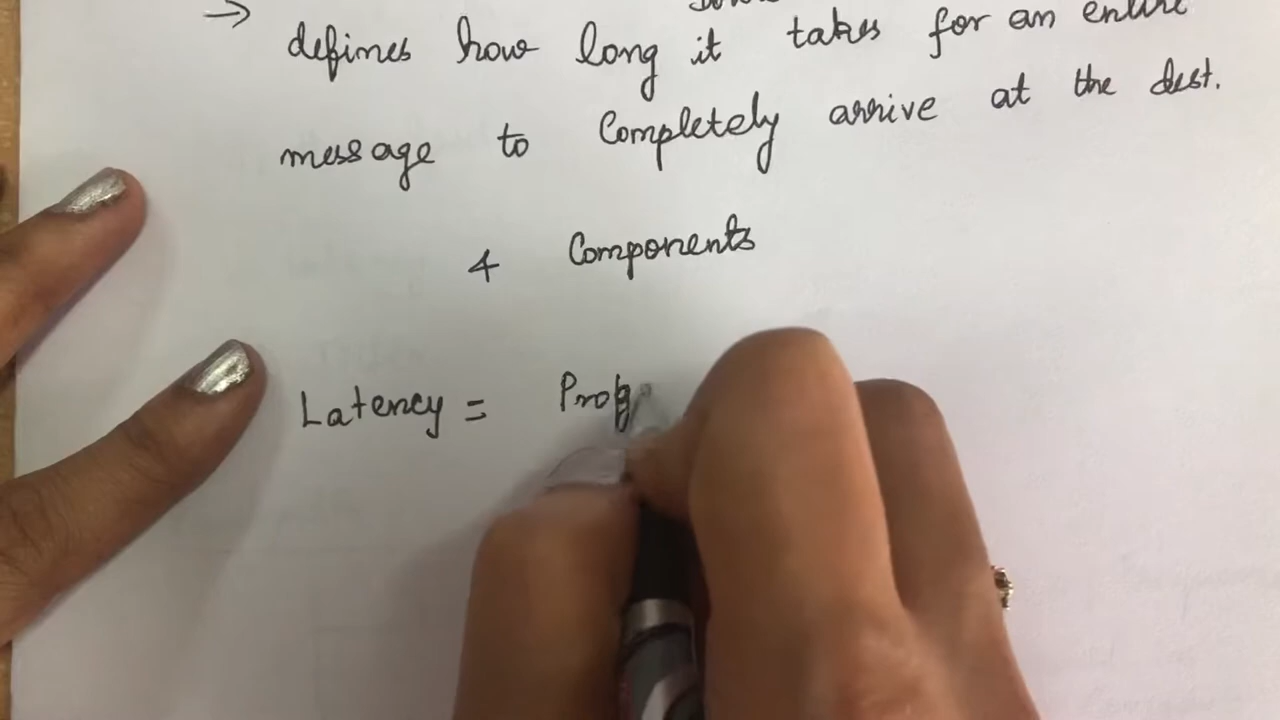 → defines how long it takes for an entire
message to completely arrive at the dest.
4 Components
Latency = Prop